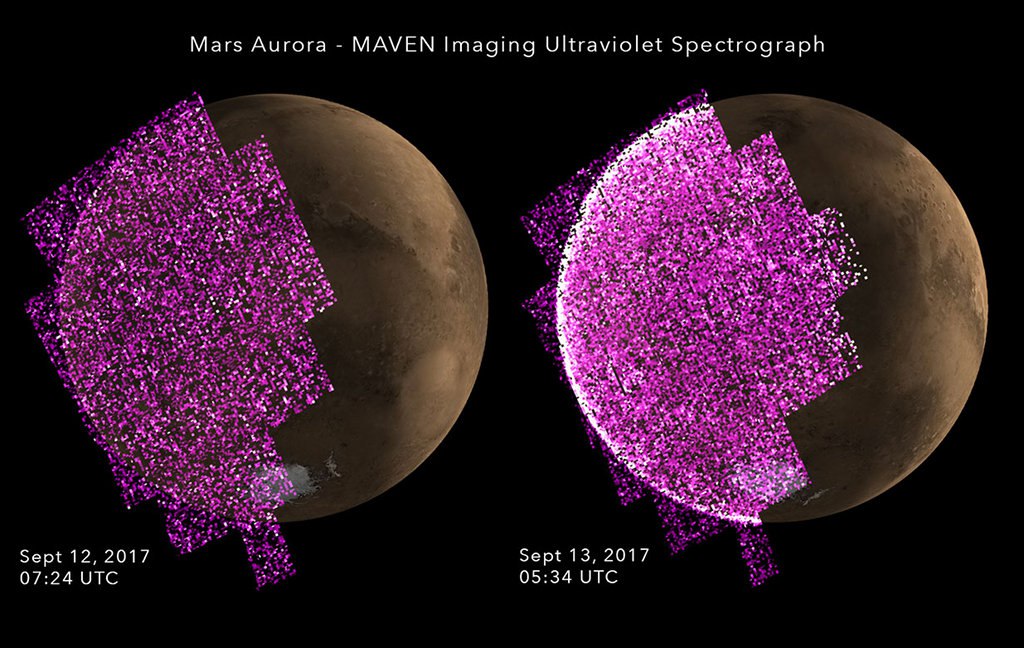 Mars Aurora - MAVEN Imaging Ultraviolet Spectrograph
Sept 12, 2017
07:24 UTC
Sept 13, 2017
05:34 UTC